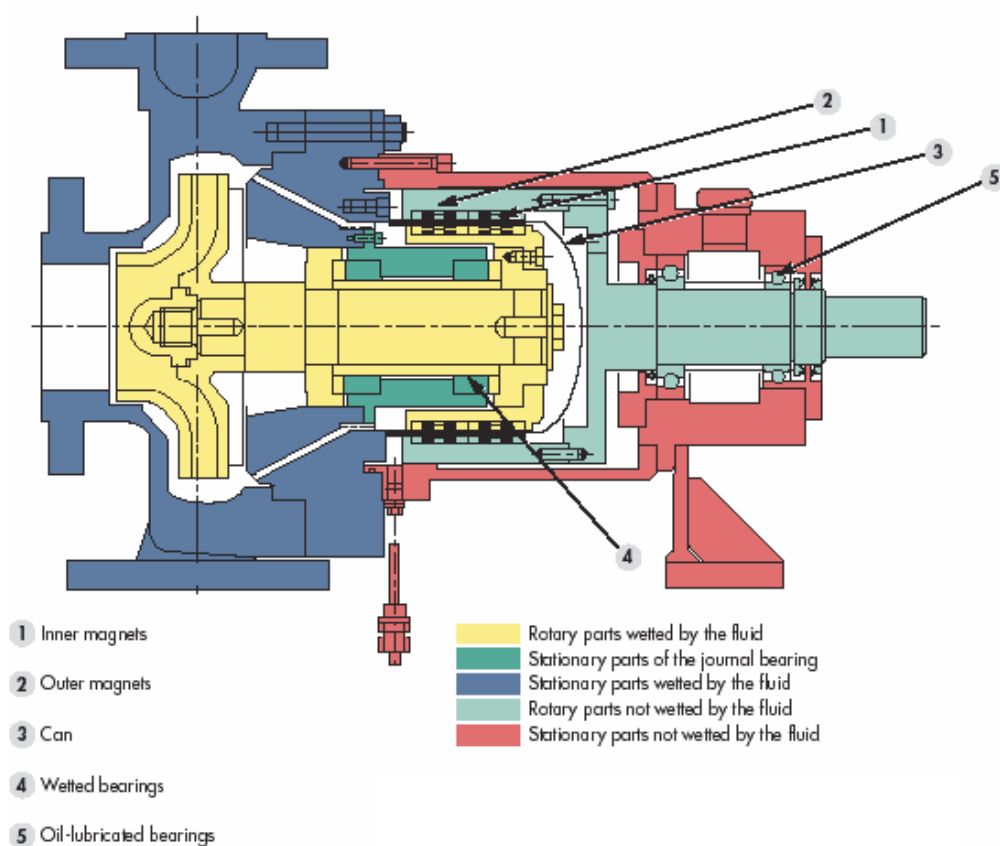 2
1
3
5
4
1 Inner magnets
2 Outer magnets
3 Can
4 Wetted bearings
5 Oil-lubricated bearings
Rotary parts wetted by the fluid
Stationary parts of the journal bearing
Stationary parts wetted by the fluid
Rotary parts not wetted by the fluid
Stationary parts not wetted by the fluid